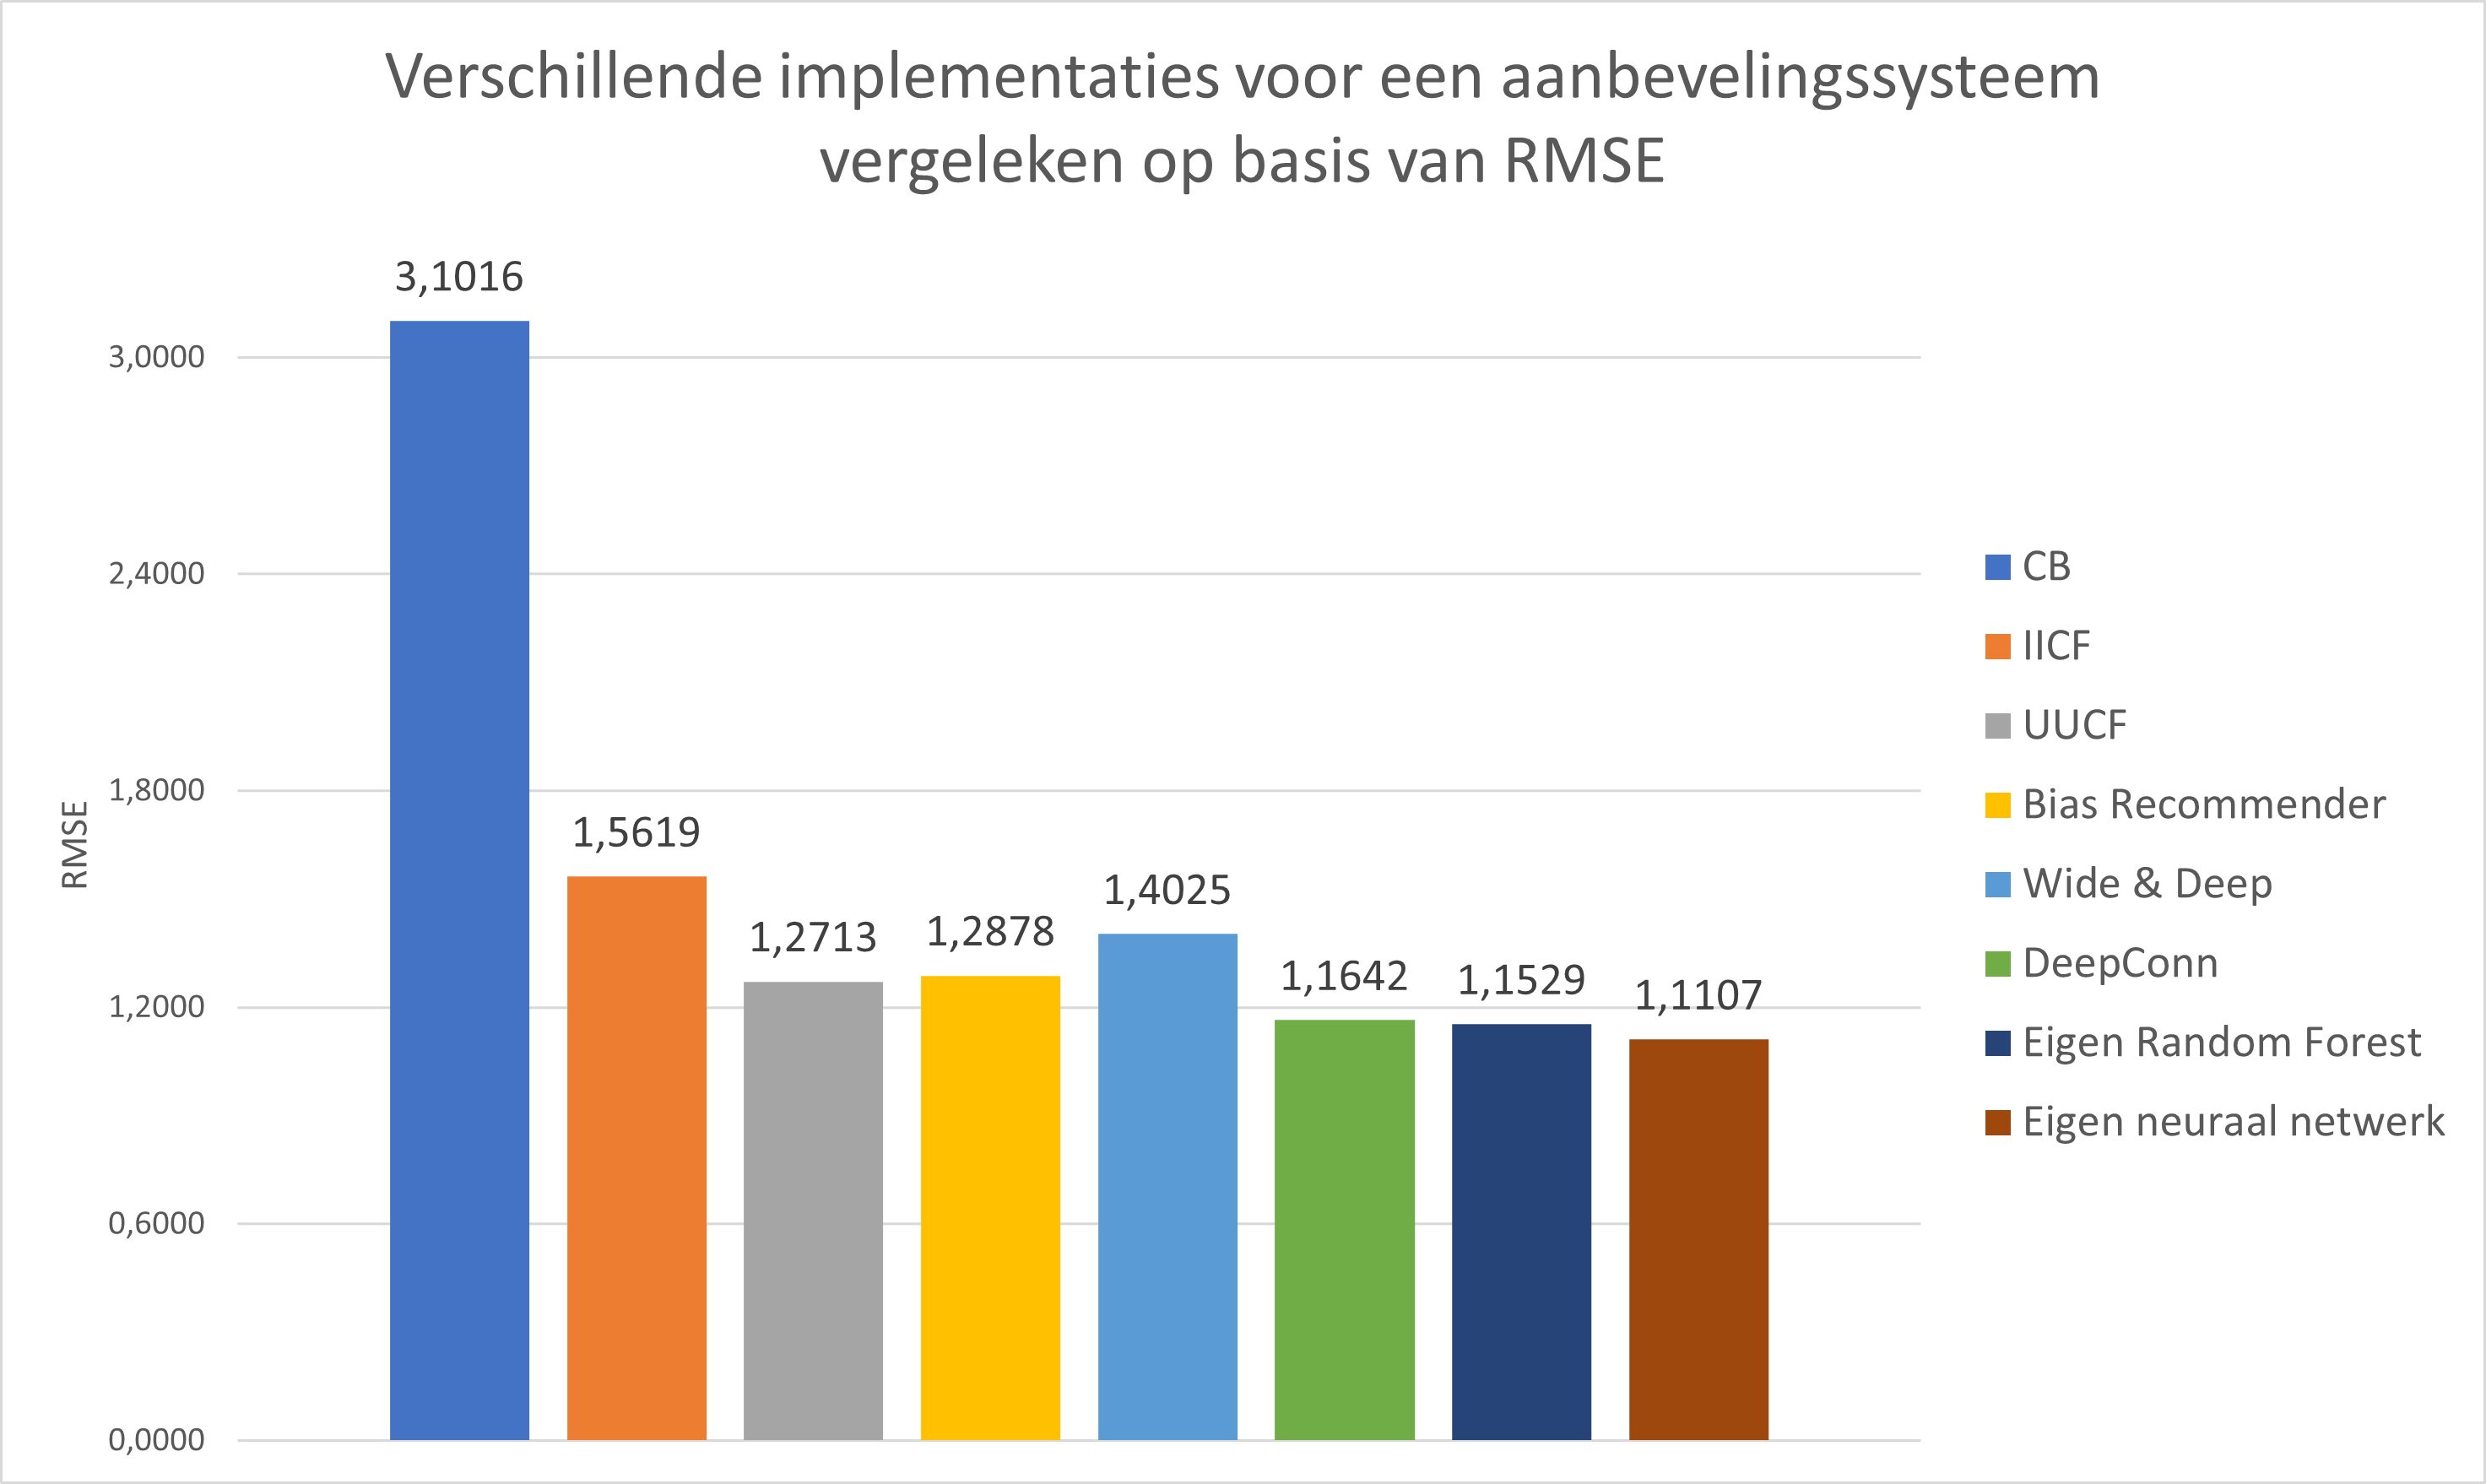 Verschillende implementaties voor een aanbevelingssysteem
vergeleken op basis van RMSE
3,1016
3,0000
2,4000
1,8000
1,2000
0,6000
0,0000
RMSE
1,5619
1,2713
1,2878
1,4025
1,1642
1,1529
1,1107
CB
IICF
UUCF
Bias Recommender
Wide & Deep
DeepConn
Eigen Random Forest
Eigen neuraal netwerk